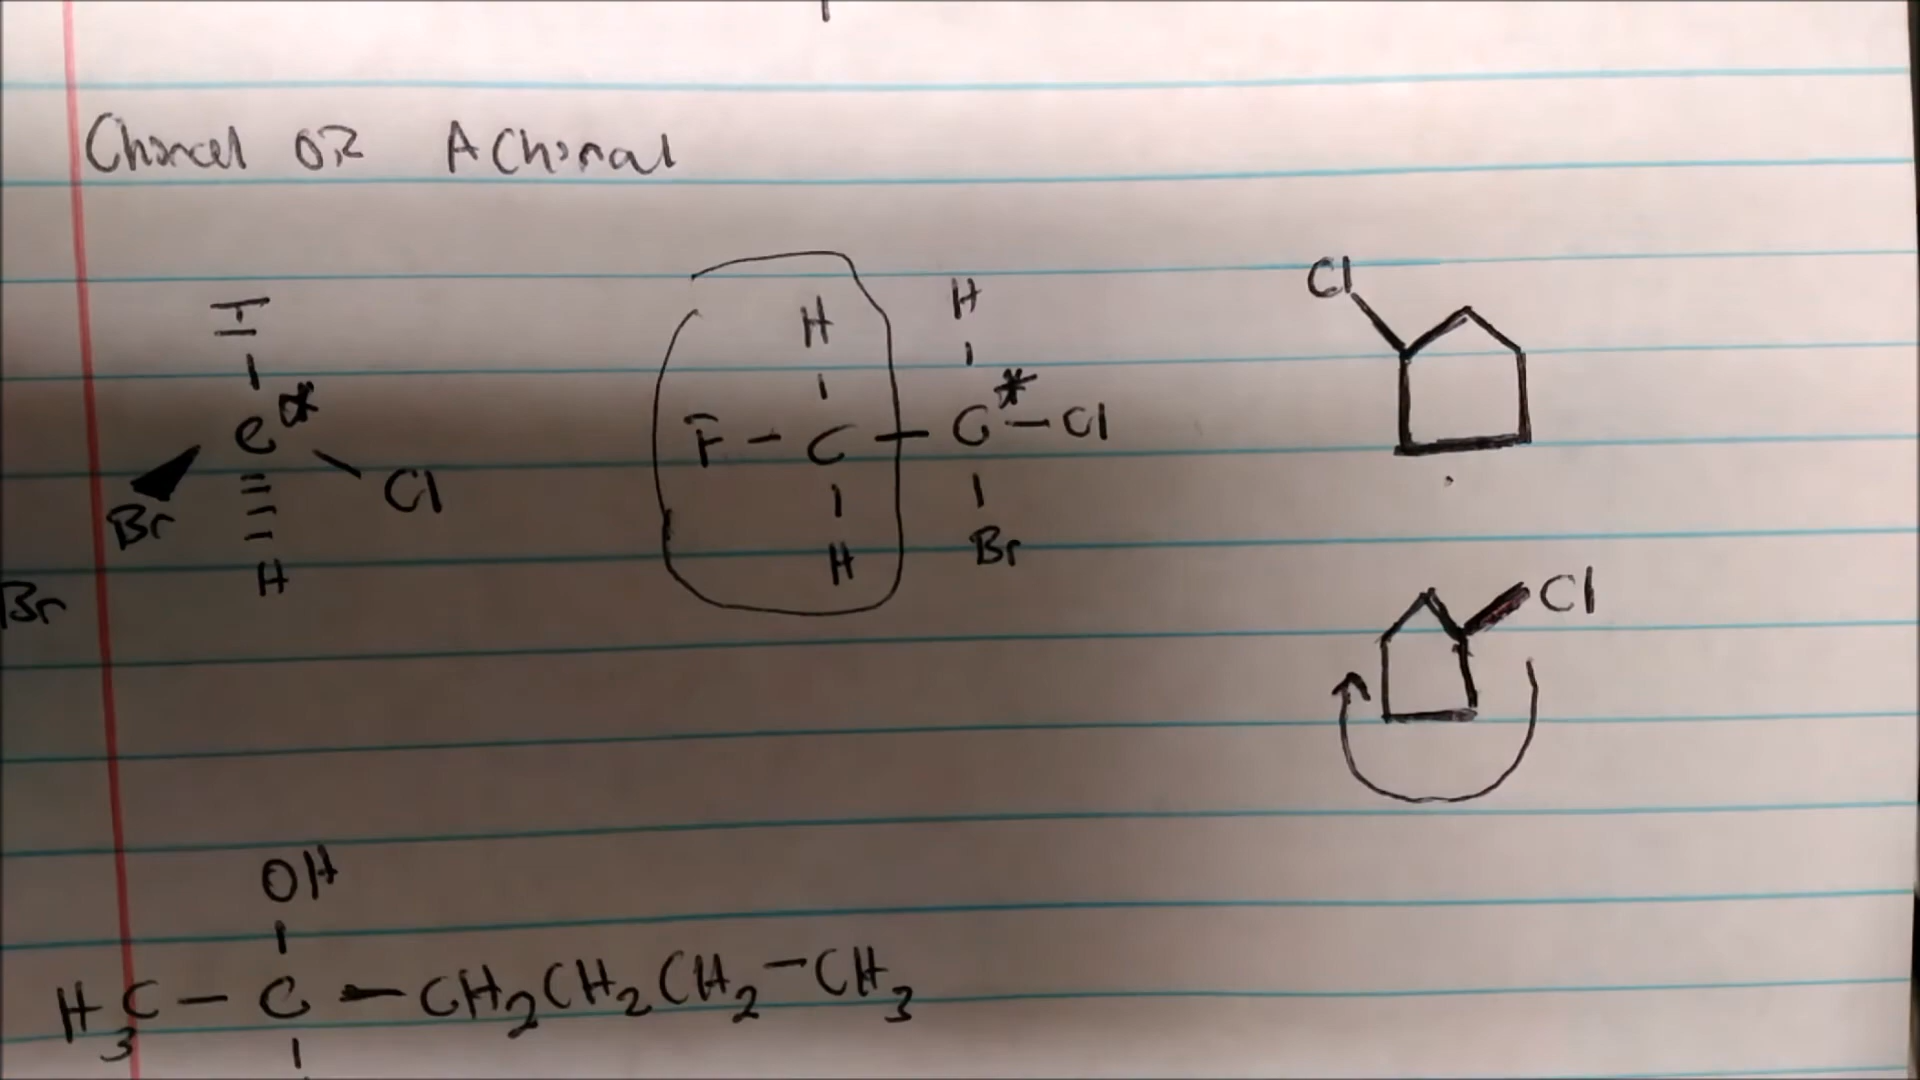 Chiral or Achiral
I
C*
Br
Cl
H
Br
H H
F - C - C* - Cl
H Br
Cl
Cl
OH
H3C - C - CH2CH2CH2-CH3